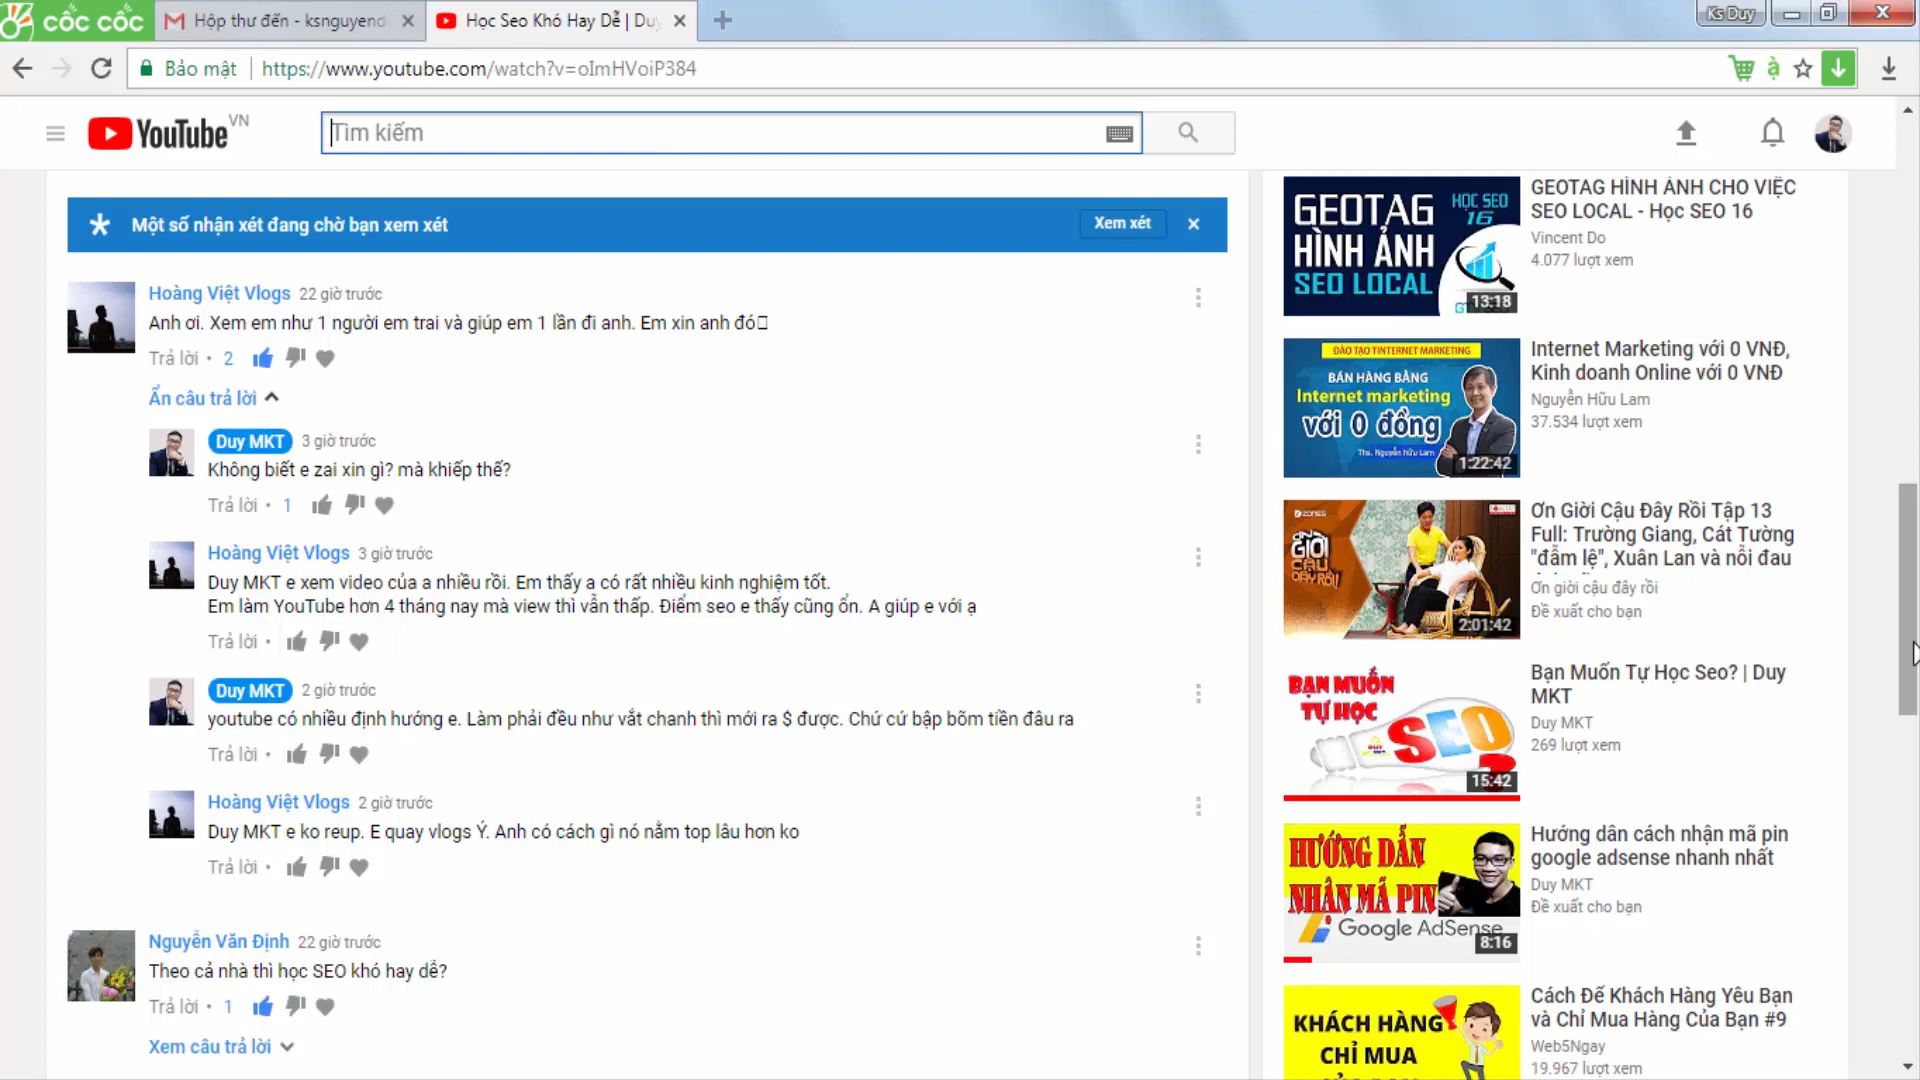 cốc cốc
Hộp thư đến - ksnguyend
Học Seo Khó Hay Dễ | Duy
Ks Duy
Bảo mật
https://www.youtube.com/watch?v=oImHVoiP384
YouTube VN
Tìm kiếm
Một số nhận xét đang chờ bạn xem xét
Xem xét
Hoàng Việt Vlogs 22 giờ trước
Anh ơi. Xem em như 1 người em trai và giúp em 1 lần đi anh. Em xin anh đó
Trả lời • 2
Ẩn câu trả lời
Duy MKT 3 giờ trước
Không biết e zai xin gì? mà khiếp thế?
Trả lời • 1
Hoàng Việt Vlogs 3 giờ trước
Duy MKT e xem video của a nhiều rồi. Em thấy a có rất nhiều kinh nghiệm tốt.
Em làm YouTube hơn 4 tháng nay mà view thì vẫn thấp. Điểm seo e thấy cũng ổn. A giúp e với ạ
Trả lời •
Duy MKT 2 giờ trước
youtube có nhiều định hướng e. Làm phải đều như vắt chanh thì mới ra $ được. Chứ cứ bập bõm tiền đâu ra
Trả lời •
Hoàng Việt Vlogs 2 giờ trước
Duy MKT e ko reup. E quay vlogs Ý. Anh có cách gì nó nằm top lâu hơn ko
Trả lời •
Nguyễn Văn Định 22 giờ trước
Theo cả nhà thì học SEO khó hay dễ?
Trả lời • 1
Xem câu trả lời
GEOTAG
HÌNH ẢNH
SEO LOCAL
HỌC SEO
16
13:18
GEOTAG HÌNH ẢNH CHO VIỆC
SEO LOCAL - Học SEO 16
Vincent Do
4.077 lượt xem
ĐÀO TẠO TINTERNET MARKETING
BÁN HÀNG BẰNG
Internet marketing
với 0 đồng
Ths. Nguyễn Hữu Lam
1:22:42
Internet Marketing với 0 VNĐ,
Kinh doanh Online với 0 VNĐ
Nguyễn Hữu Lam
37.534 lượt xem
ƠN
GIỜI
CẬU
ĐÂY RỒI!
2:01:42
Ơn Giời Cậu Đây Rồi Tập 13
Full: Trường Giang, Cát Tường
"đẫm lệ", Xuân Lan và nỗi đau
Ơn giời cậu đây rồi
Đề xuất cho bạn
BẠN MUỐN
TỰ HỌC
SEO
?
15:42
Bạn Muốn Tự Học Seo? | Duy
MKT
Duy MKT
269 lượt xem
HƯỚNG DẪN
NHẬN MÃ PIN
Google AdSense
8:16
Hướng dân cách nhận mã pin
google adsense nhanh nhất
Duy MKT
Đề xuất cho bạn
KHÁCH HÀNG
CHỈ MUA
Cách Để Khách Hàng Yêu Bạn
và Chỉ Mua Hàng Của Bạn #9
Web5Ngay
19.967 lượt xem